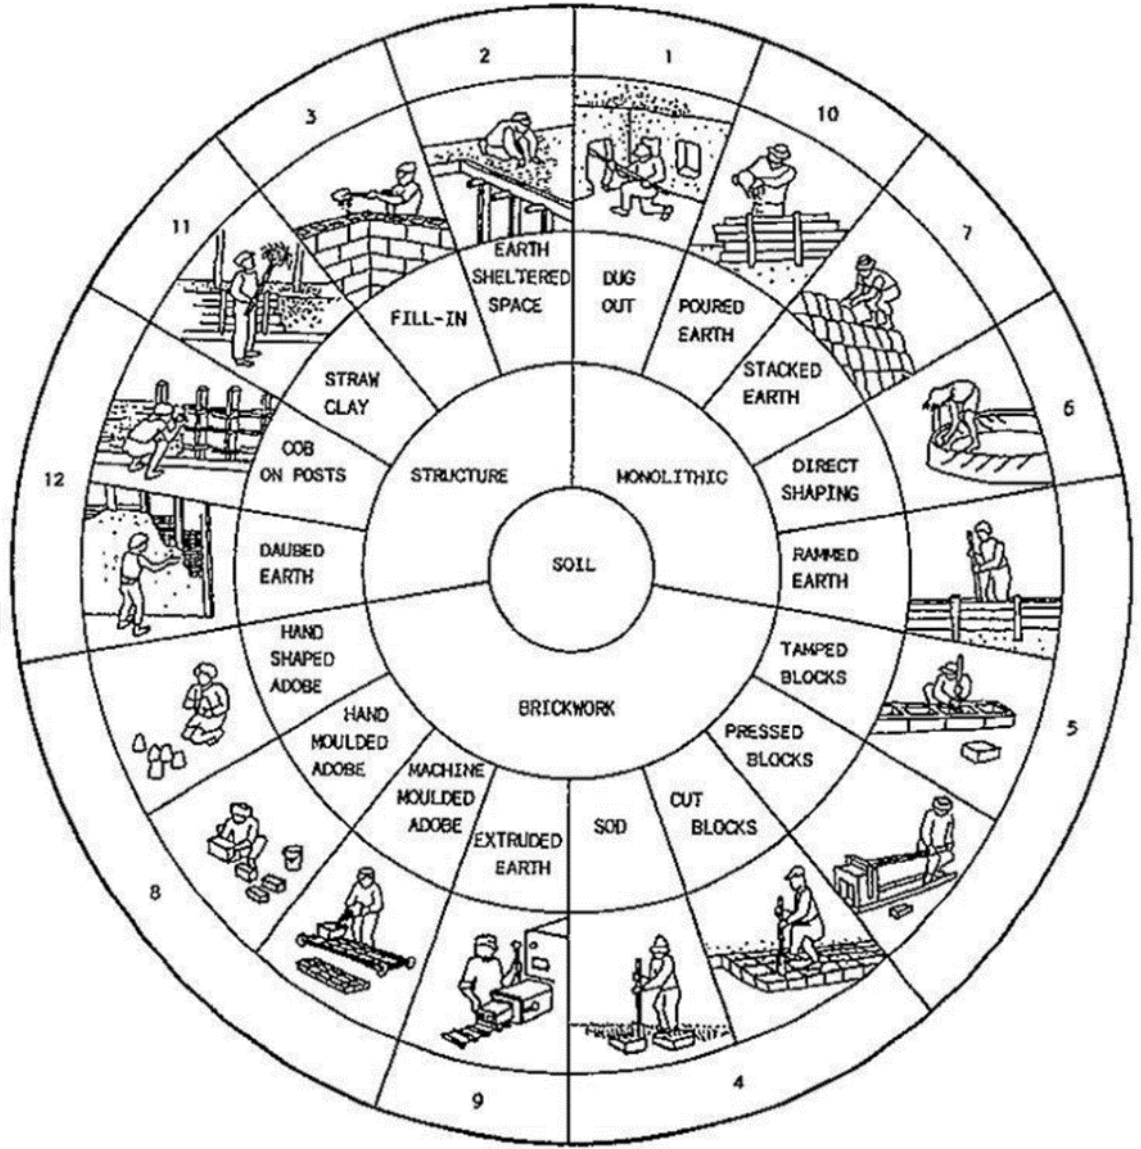 2
1
3
10
11
7
12
6
8
5
9
4
EARTH
SHELTERED
SPACE
DUG
OUT
POURED
EARTH
STACKED
EARTH
DIRECT
SHAPING
RAMMED
EARTH
TAMPED
BLOCKS
PRESSED
BLOCKS
CUT
BLOCKS
SOD
EXTRUDED
EARTH
MACHINE
MOULDED
ADOBE
HAND
MOULDED
ADOBE
HAND
SHAPED
ADOBE
DAUBED
EARTH
COB
ON POSTS
STRAW
CLAY
FILL-IN
STRUCTURE
MONOLITHIC
SOIL
BRICKWORK